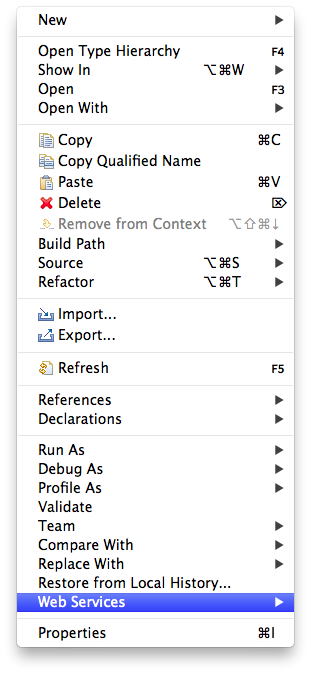 New
Open Type Hierarchy F4
Show In ⌥⌘W
Open F3
Open With
Copy ⌘C
Copy Qualified Name
Paste ⌘V
Delete ⌦
Remove from Context ⌥⇧⌘↓
Build Path
Source ⌥⌘S
Refactor ⌥⌘T
Import...
Export...
Refresh F5
References
Declarations
Run As
Debug As
Profile As
Validate
Team
Compare With
Replace With
Restore from Local History...
Web Services
Properties ⌘I